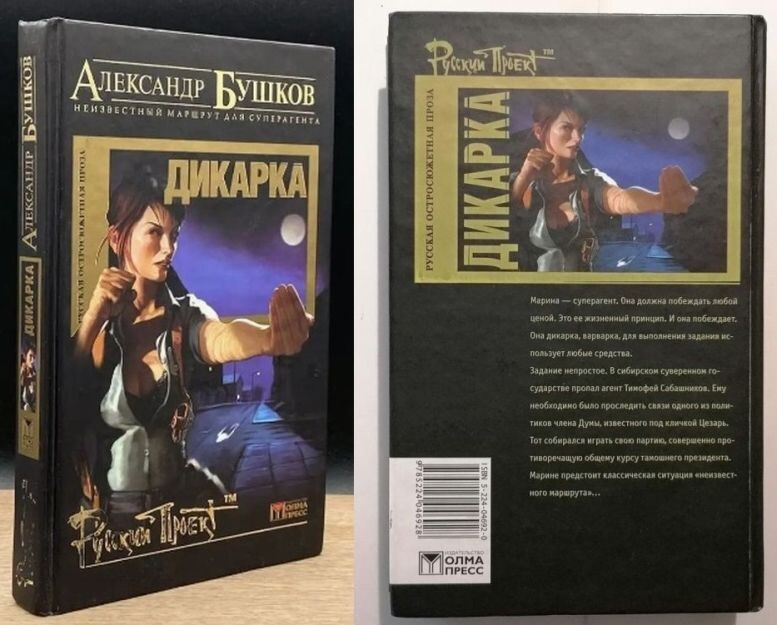 АЛЕКСАНДР БУШКОВ
НЕИЗВЕСТНЫЙ МАРШРУТ ДЛЯ СУПЕРАГЕНТА
РУССКАЯ ОСТРОСЮЖЕТНАЯ ПРОЗА
ДИКАРКА
Русский Проект™
ОЛМА
ПРЕСС
АЛЕКСАНДР БУШКОВ
ДИКАРКА
Русский Проект™
РУССКАЯ ОСТРОСЮЖЕТНАЯ ПРОЗА
ДИКАРКА
Марина — суперагент. Она должна побеждать любой
ценой. Это ее жизненный принцип. И она побеждает.
Она дикарка, варварка, для выполнения задания ис-
пользует любые средства.
Задание непростое. В сибирском суверенном го-
сударстве пропал агент Тимофей Сабашников. Ему
необходимо было проследить связи одного из поли-
тиков члена Думы, известного под кличкой Цезарь.
Тот собирался играть свою партию, совершенно про-
тиворечащую общему курсу тамошнего президента.
Марине предстоит классическая ситуация «неизвест-
ного маршрута»...
ISBN 5-224-04692-0
9785224046928
ИЗДАТЕЛЬСТВО
ОЛМА
ПРЕСС